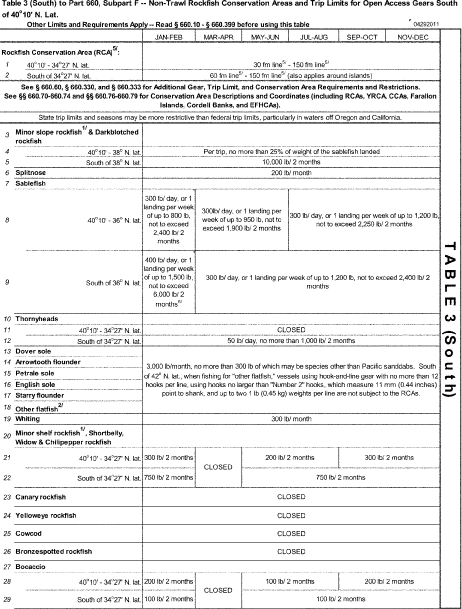 Table 3 (South) to Part 660, Subpart F -- Non-Trawl Rockfish Conservation Areas and Trip Limits for Open Access Gears South
of 40°10' N. Lat.
Other Limits and Requirements Apply -- Read § 660.10 - § 660.399 before using this table
04292011
JAN-FEB MAR-APR MAY-JUN JUL-AUG SEP-OCT NOV-DEC
Rockfish Conservation Area (RCA)5/:
1 40°10' - 34°27' N. lat. 30 fm line5/ - 150 fm line5/
2 South of 34°27' N. lat. 60 fm line5/ - 150 fm line5/ (also applies around islands)
See §§ 660.60, § 660.330, and §§ 660.333 for Additional Gear, Trip Limit, and Conservation Area Requirements and Restrictions.
See §§ 660.70-660.74 and §§ 660.76-660.79 for Conservation Area Descriptions and Coordinates (including RCAs, YRCA, CCAs, Farallon
Islands, Cordell Banks, and EFHCAs).
State trip limits and seasons may be more restrictive than federal trip limits, particularly in waters off Oregon and California.
3 Minor slope rockfish1/ & Darkblotched
rockfish
4 40°10' - 38° N. lat. Per trip, no more than 25% of weight of the sablefish landed
5 South of 38° N. lat. 10,000 lb/ 2 months
6 Splitnose 200 lb/ month
7 Sablefish
8 40°10' - 36° N. lat.
300 lb/ day, or 1
landing per week
of up to 800 lb,
not to exceed
2,400 lb/ 2
months
300lb/ day, or 1 landing per
week of up to 950 lb, not to
exceed 1,900 lb/ 2 months
300 lb/ day, or 1 landing per week of up to 1,200 lb,
not to exceed 2,250 lb/ 2 months
9 South of 36° N. lat.
400 lb/ day, or 1
landing per week
of up to 1,500 lb,
not to exceed
6,000 lb/ 2
months
300 lb/ day, or 1 landing per week of up to 1,200 lb, not to exceed 2,400 lb/ 2
months
10 Thornyheads
11 40°10' - 34°27' N. lat. CLOSED
12 South of 34°27' N. lat. 50 lb/ day, no more than 1,000 lb/ 2 months
13 Dover sole
14 Arrowtooth flounder
15 Petrale sole
16 English sole
17 Starry flounder
18 Other flatfish2/
3,000 lb/month, no more than 300 lb of which may be species other than Pacific sanddabs. South
of 42° N. lat., when fishing for "other flatfish," vessels using hook-and-line gear with no more than 12
hooks per line, using hooks no larger than "Number 2" hooks, which measure 11 mm (0.44 inches)
point to shank, and up to two 1 lb (0.45 kg) weights per line are not subject to the RCAs.
19 Whiting 300 lb/ month
20 Minor shelf rockfish1/, Shortbelly,
Widow & Chilipepper rockfish
21 40°10' - 34°27' N. lat. 300 lb/ 2 months CLOSED 200 lb/ 2 months 300 lb/ 2 months
22 South of 34°27' N. lat. 750 lb/ 2 months 750 lb/ 2 months
23 Canary rockfish CLOSED
24 Yelloweye rockfish CLOSED
25 Cowcod CLOSED
26 Bronzespotted rockfish CLOSED
27 Bocaccio
28 40°10' - 34°27' N. lat. 200 lb/ 2 months CLOSED 100 lb/ 2 months 200 lb/ 2 months
29 South of 34°27' N. lat. 100 lb/ 2 months 100 lb/ 2 months
TABLE 3 (South)